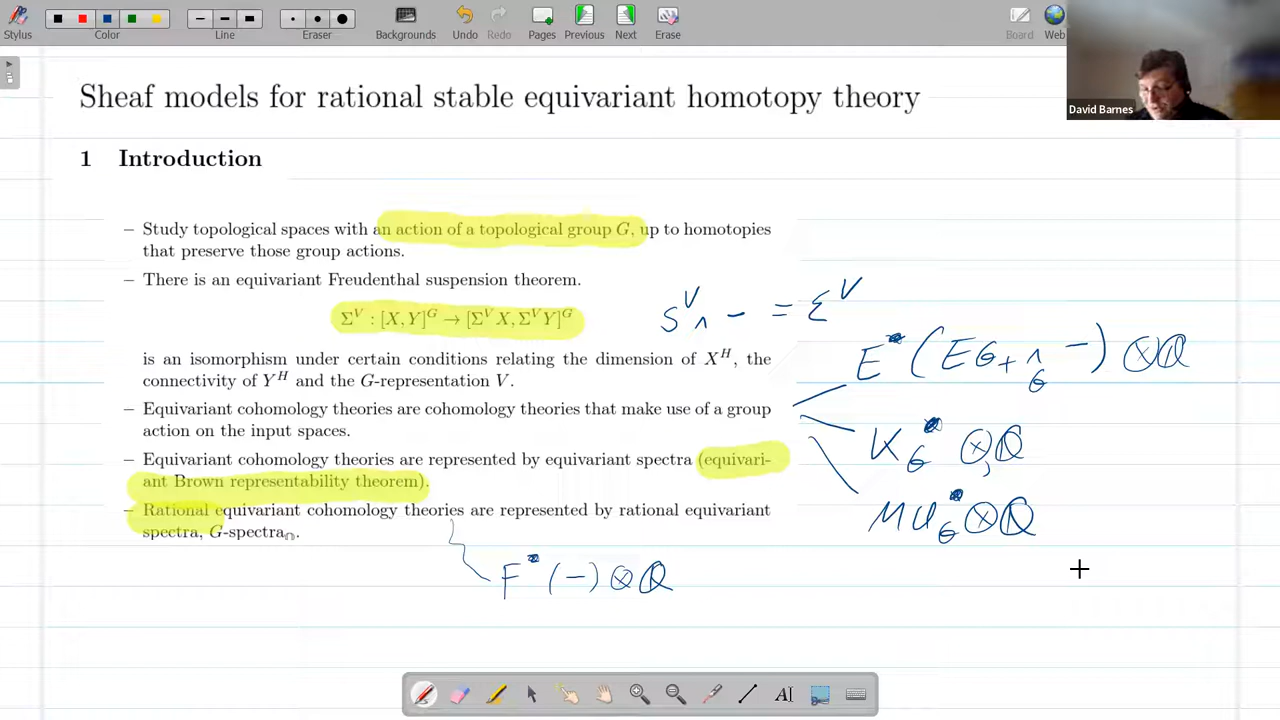 Stylus Color Line Eraser Backgrounds Undo Redo Pages Previous Next Erase Board Web
David Barnes
Sheaf models for rational stable equivariant homotopy theory
1 Introduction
– Study topological spaces with an action of a topological group G, up to homotopies
that preserve those group actions.
– There is an equivariant Freudenthal suspension theorem.
Σ^V : [X, Y]^G → [Σ^V X, Σ^V Y]^G
S^V ∧ – = Σ^V
is an isomorphism under certain conditions relating the dimension of X^H, the
connectivity of Y^H and the G-representation V.
E^* (EG_+ ∧_G –) ⊗ ℚ
– Equivariant cohomology theories are cohomology theories that make use of a group
action on the input spaces.
K_G^* ⊗ ℚ
– Equivariant cohomology theories are represented by equivariant spectra (equivari-
ant Brown representability theorem).
– Rational equivariant cohomology theories are represented by rational equivariant
spectra, G-spectra_ℚ.
MU_G^* ⊗ ℚ
F^* (–) ⊗ ℚ